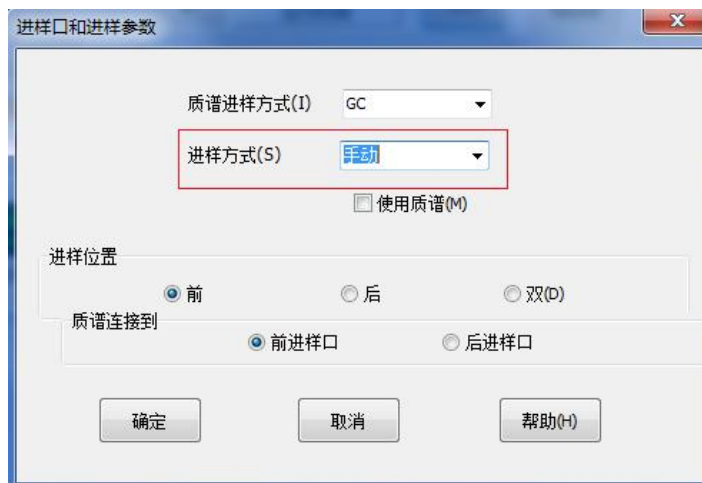 进样口和进样参数
质谱进样方式(I) GC
进样方式(S) 手动
使用质谱(M)
进样位置
前 后 双(D)
质谱连接到
前进样口 后进样口
确定 取消 帮助(H)